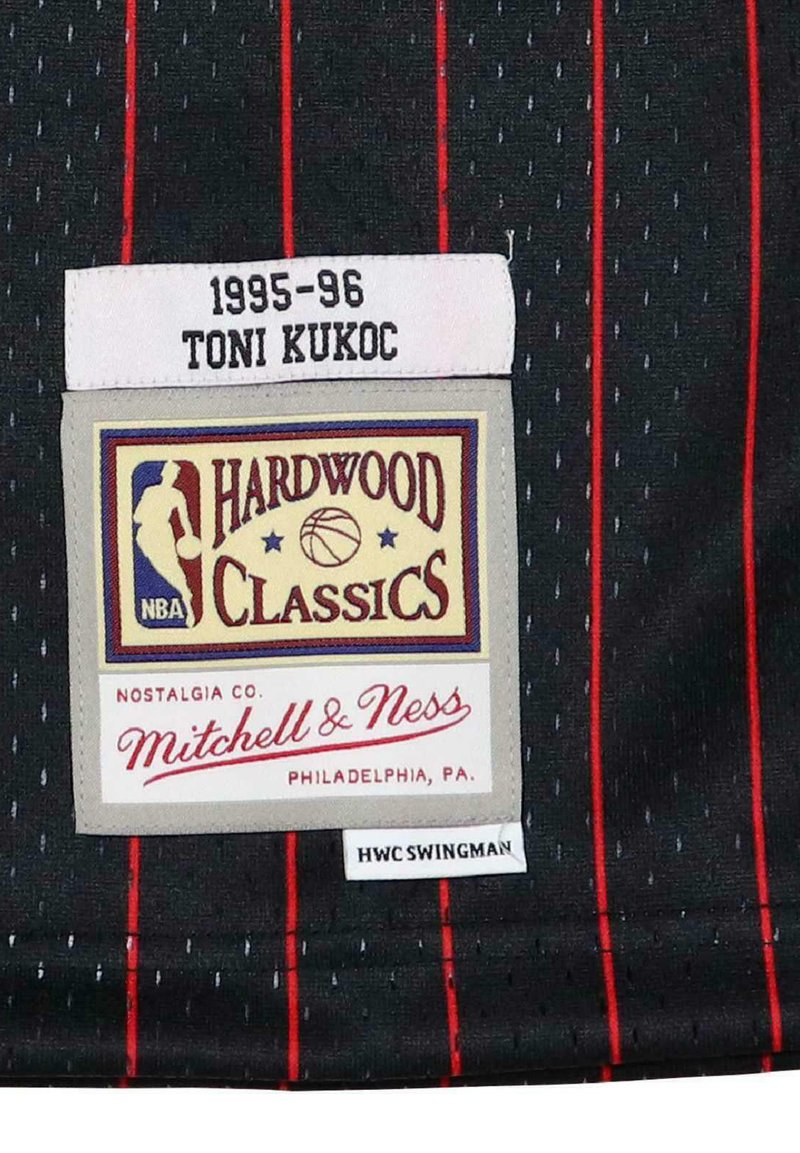 1995-96
TONI KUKOC
HARDWOOD
CLASSICS
NBA
NOSTALGIA CO.
Mitchell & Ness
PHILADELPHIA, PA.
HWC SWINGMAN